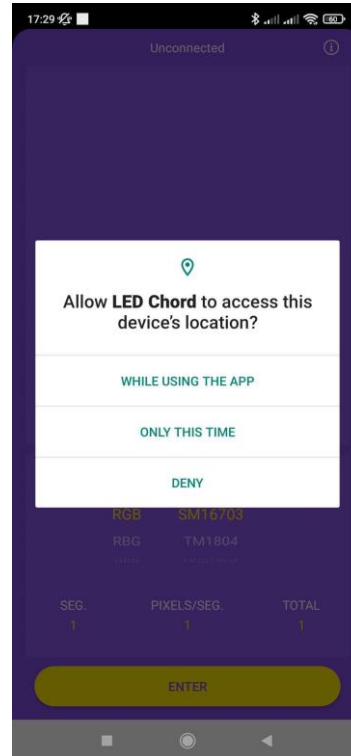 17:29 60
Unconnected
Allow LED Chord to access this
device's location?
WHILE USING THE APP
ONLY THIS TIME
DENY
RGB SM16703
RBG TM1804
SEG. PIXELS/SEG. TOTAL
1 1 1
ENTER